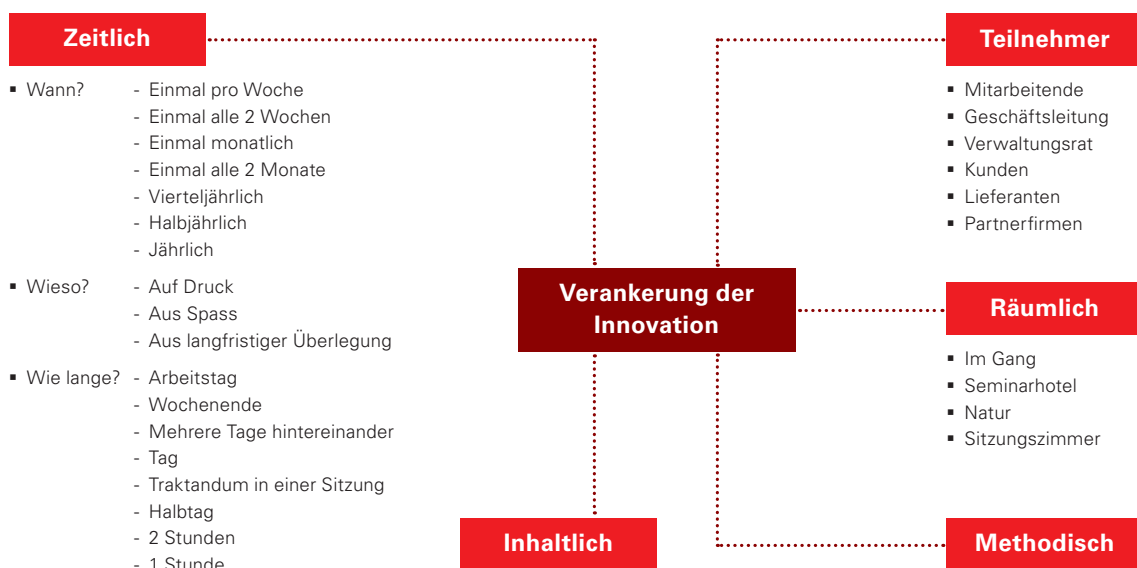 Zeitlich
▪ Wann? - Einmal pro Woche
- Einmal alle 2 Wochen
- Einmal monatlich
- Einmal alle 2 Monate
- Vierteljährlich
- Halbjährlich
- Jährlich
▪ Wieso? - Auf Druck
- Aus Spass
- Aus langfristiger Überlegung
▪ Wie lange? - Arbeitstag
- Wochenende
- Mehrere Tage hintereinander
- Tag
- Traktandum in einer Sitzung
- Halbtag
- 2 Stunden
- 1 Stunde
Verankerung der
Innovation
Inhaltlich
Teilnehmer
▪ Mitarbeitende
▪ Geschäftsleitung
▪ Verwaltungsrat
▪ Kunden
▪ Lieferanten
▪ Partnerfirmen
Räumlich
▪ Im Gang
▪ Seminarhotel
▪ Natur
▪ Sitzungszimmer
Methodisch